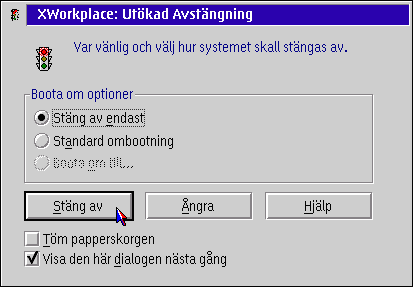 XWorkplace: Utökad Avstängning
Var vänlig och välj hur systemet skall stängas av.
Boota om optioner
Stäng av endast
Standard ombootning
Boota om till...
Stäng av
Ångra
Hjälp
Töm papperskorgen
Visa den här dialogen nästa gång